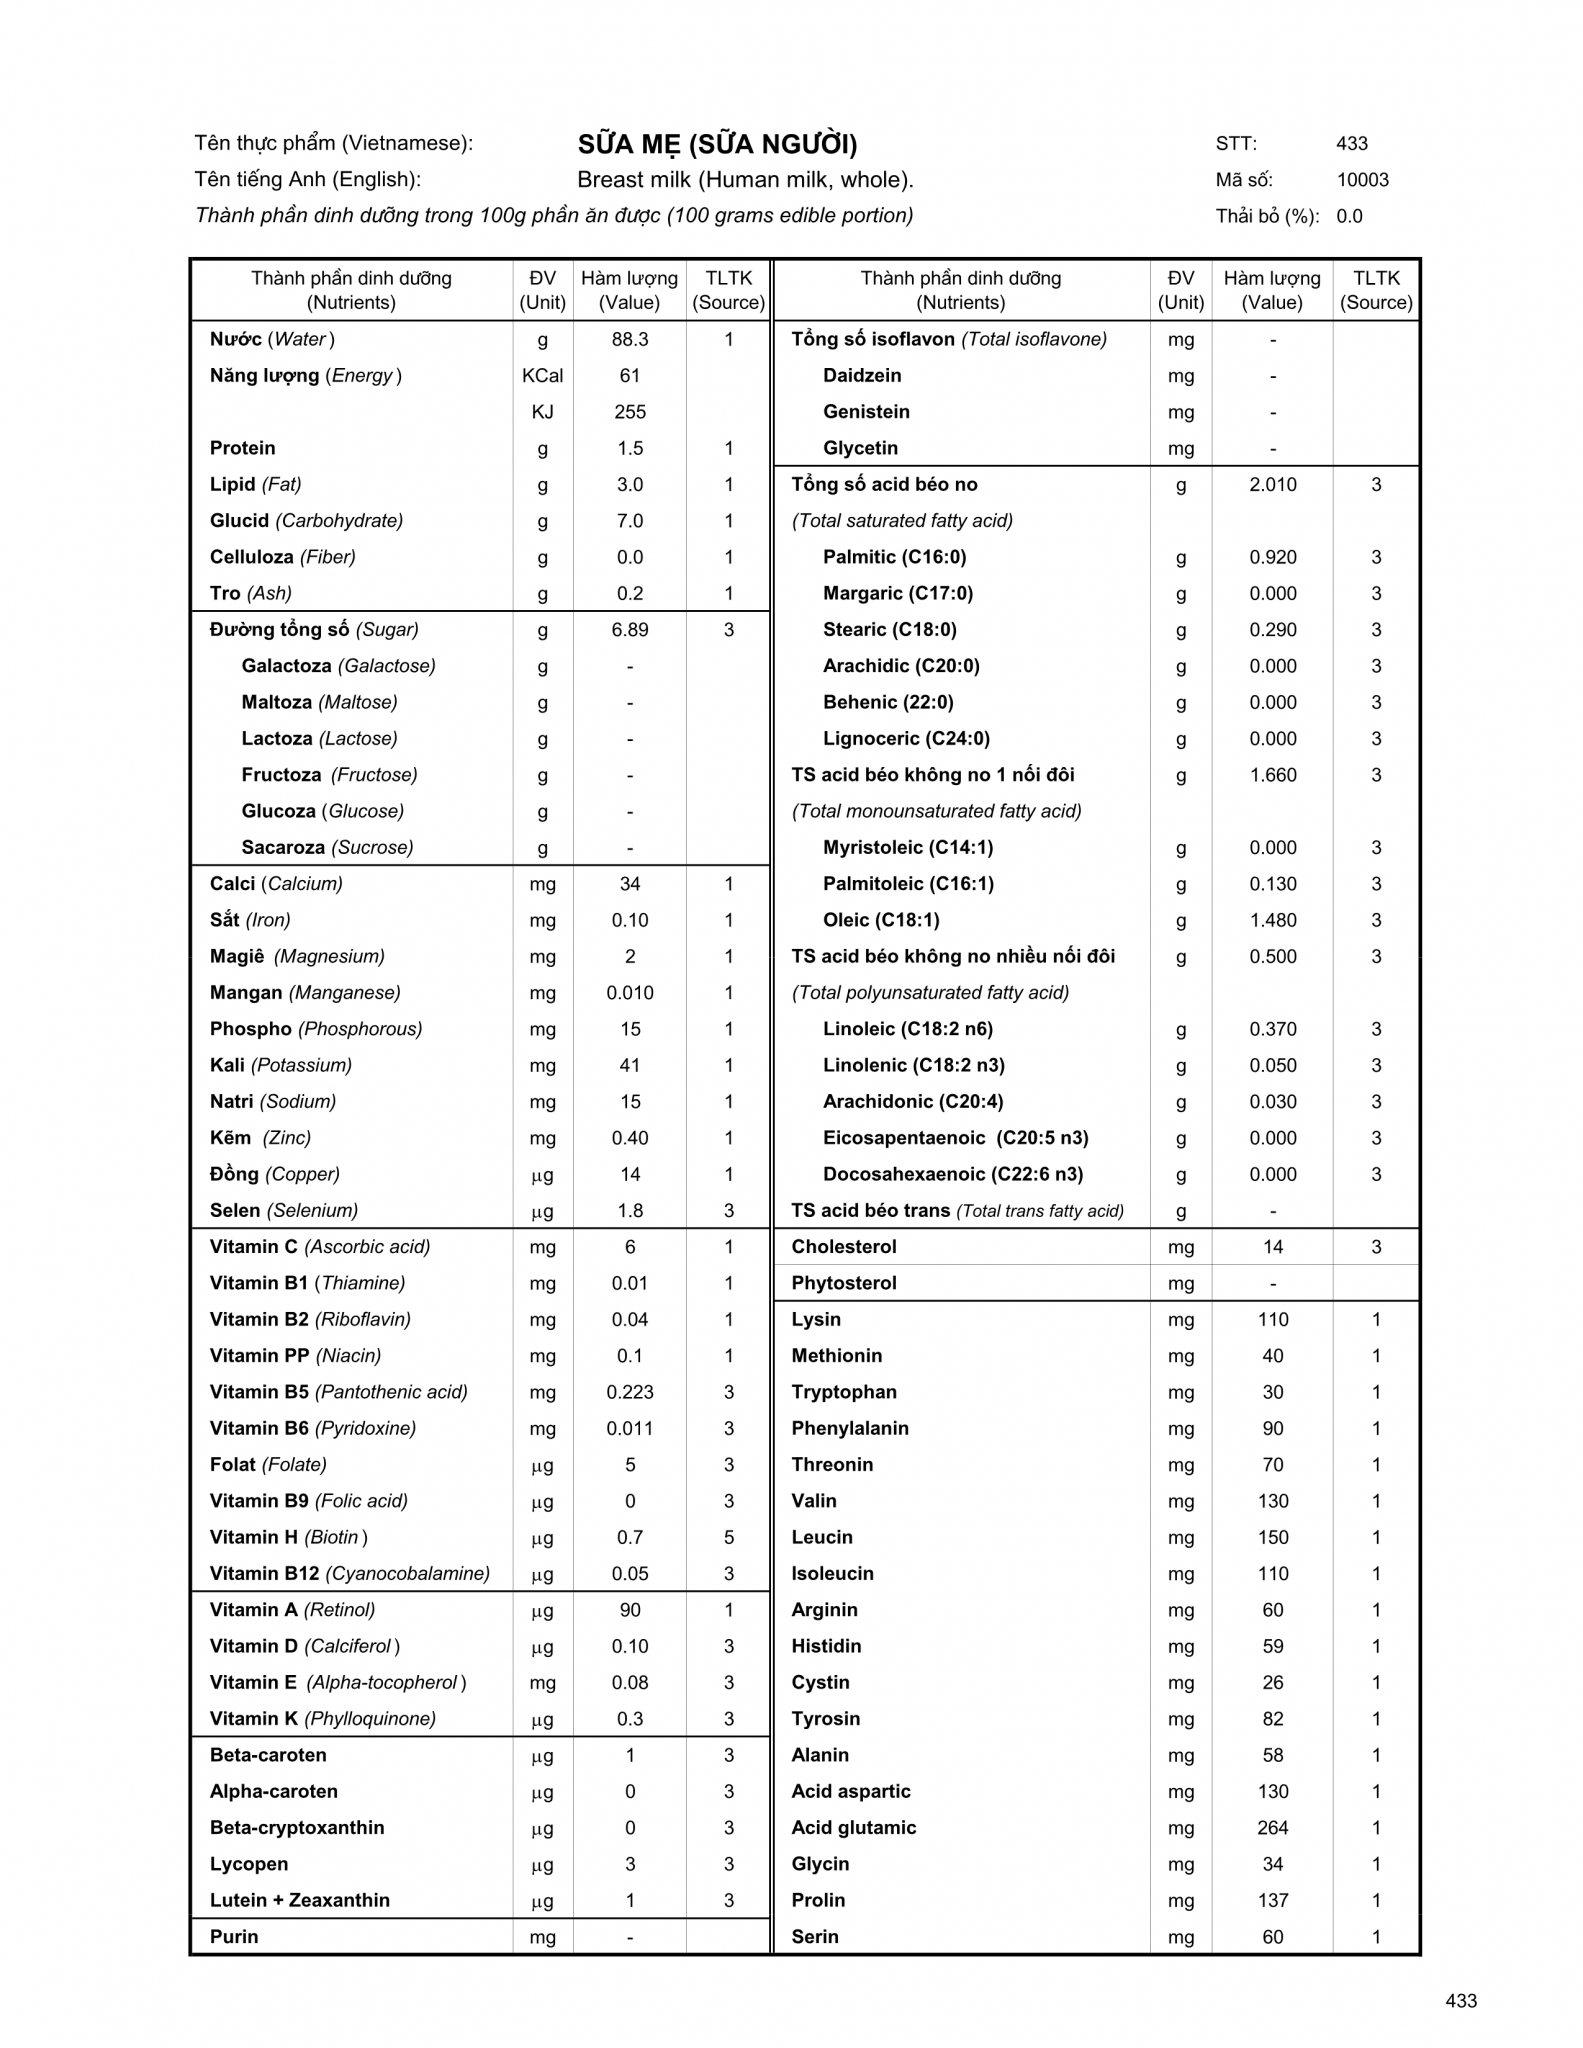 Tên thực phẩm (Vietnamese): SỮA MẸ (SỮA NGƯỜI) STT: 433
Tên tiếng Anh (English): Breast milk (Human milk, whole). Mã số: 10003
Thành phần dinh dưỡng trong 100g phần ăn được (100 grams edible portion) Thải bỏ (%): 0.0
Thành phần dinh dưỡng ĐV Hàm lượng TLTK
(Nutrients) (Unit) (Value) (Source)
Nước (Water) g 88.3 1
Năng lượng (Energy) KCal 61
KJ 255
Protein g 1.5 1
Lipid (Fat) g 3.0 1
Glucid (Carbohydrate) g 7.0 1
Celluloza (Fiber) g 0.0 1
Tro (Ash) g 0.2 1
Đường tổng số (Sugar) g 6.89 3
Galactoza (Galactose) g -
Maltoza (Maltose) g -
Lactoza (Lactose) g -
Fructoza (Fructose) g -
Glucoza (Glucose) g -
Sacaroza (Sucrose) g -
Calci (Calcium) mg 34 1
Sắt (Iron) mg 0.10 1
Magiê (Magnesium) mg 2 1
Mangan (Manganese) mg 0.010 1
Phospho (Phosphorous) mg 15 1
Kali (Potassium) mg 41 1
Natri (Sodium) mg 15 1
Kẽm (Zinc) mg 0.40 1
Đồng (Copper) μg 14 1
Selen (Selenium) μg 1.8 3
Vitamin C (Ascorbic acid) mg 6 1
Vitamin B1 (Thiamine) mg 0.01 1
Vitamin B2 (Riboflavin) mg 0.04 1
Vitamin PP (Niacin) mg 0.1 1
Vitamin B5 (Pantothenic acid) mg 0.223 3
Vitamin B6 (Pyridoxine) mg 0.011 3
Folat (Folate) μg 5 3
Vitamin B9 (Folic acid) μg 0 3
Vitamin H (Biotin) μg 0.7 5
Vitamin B12 (Cyanocobalamine) μg 0.05 3
Vitamin A (Retinol) μg 90 1
Vitamin D (Calciferol) μg 0.10 3
Vitamin E (Alpha-tocopherol) mg 0.08 3
Vitamin K (Phylloquinone) μg 0.3 3
Beta-caroten μg 1 3
Alpha-caroten μg 0 3
Beta-cryptoxanthin μg 0 3
Lycopen μg 3 3
Lutein + Zeaxanthin μg 1 3
Purin mg -
Thành phần dinh dưỡng ĐV Hàm lượng TLTK
(Nutrients) (Unit) (Value) (Source)
Tổng số isoflavon (Total isoflavone) mg -
Daidzein mg -
Genistein mg -
Glycetin mg -
Tổng số acid béo no g 2.010 3
(Total saturated fatty acid)
Palmitic (C16:0) g 0.920 3
Margaric (C17:0) g 0.000 3
Stearic (C18:0) g 0.290 3
Arachidic (C20:0) g 0.000 3
Behenic (22:0) g 0.000 3
Lignoceric (C24:0) g 0.000 3
TS acid béo không no 1 nối đôi g 1.660 3
(Total monounsaturated fatty acid)
Myristoleic (C14:1) g 0.000 3
Palmitoleic (C16:1) g 0.130 3
Oleic (C18:1) g 1.480 3
TS acid béo không no nhiều nối đôi g 0.500 3
(Total polyunsaturated fatty acid)
Linoleic (C18:2 n6) g 0.370 3
Linolenic (C18:2 n3) g 0.050 3
Arachidonic (C20:4) g 0.030 3
Eicosapentaenoic (C20:5 n3) g 0.000 3
Docosahexaenoic (C22:6 n3) g 0.000 3
TS acid béo trans (Total trans fatty acid) g -
Cholesterol mg 14 3
Phytosterol mg -
Lysin mg 110 1
Methionin mg 40 1
Tryptophan mg 30 1
Phenylalanin mg 90 1
Threonin mg 70 1
Valin mg 130 1
Leucin mg 150 1
Isoleucin mg 110 1
Arginin mg 60 1
Histidin mg 59 1
Cystin mg 26 1
Tyrosin mg 82 1
Alanin mg 58 1
Acid aspartic mg 130 1
Acid glutamic mg 264 1
Glycin mg 34 1
Prolin mg 137 1
Serin mg 60 1
433